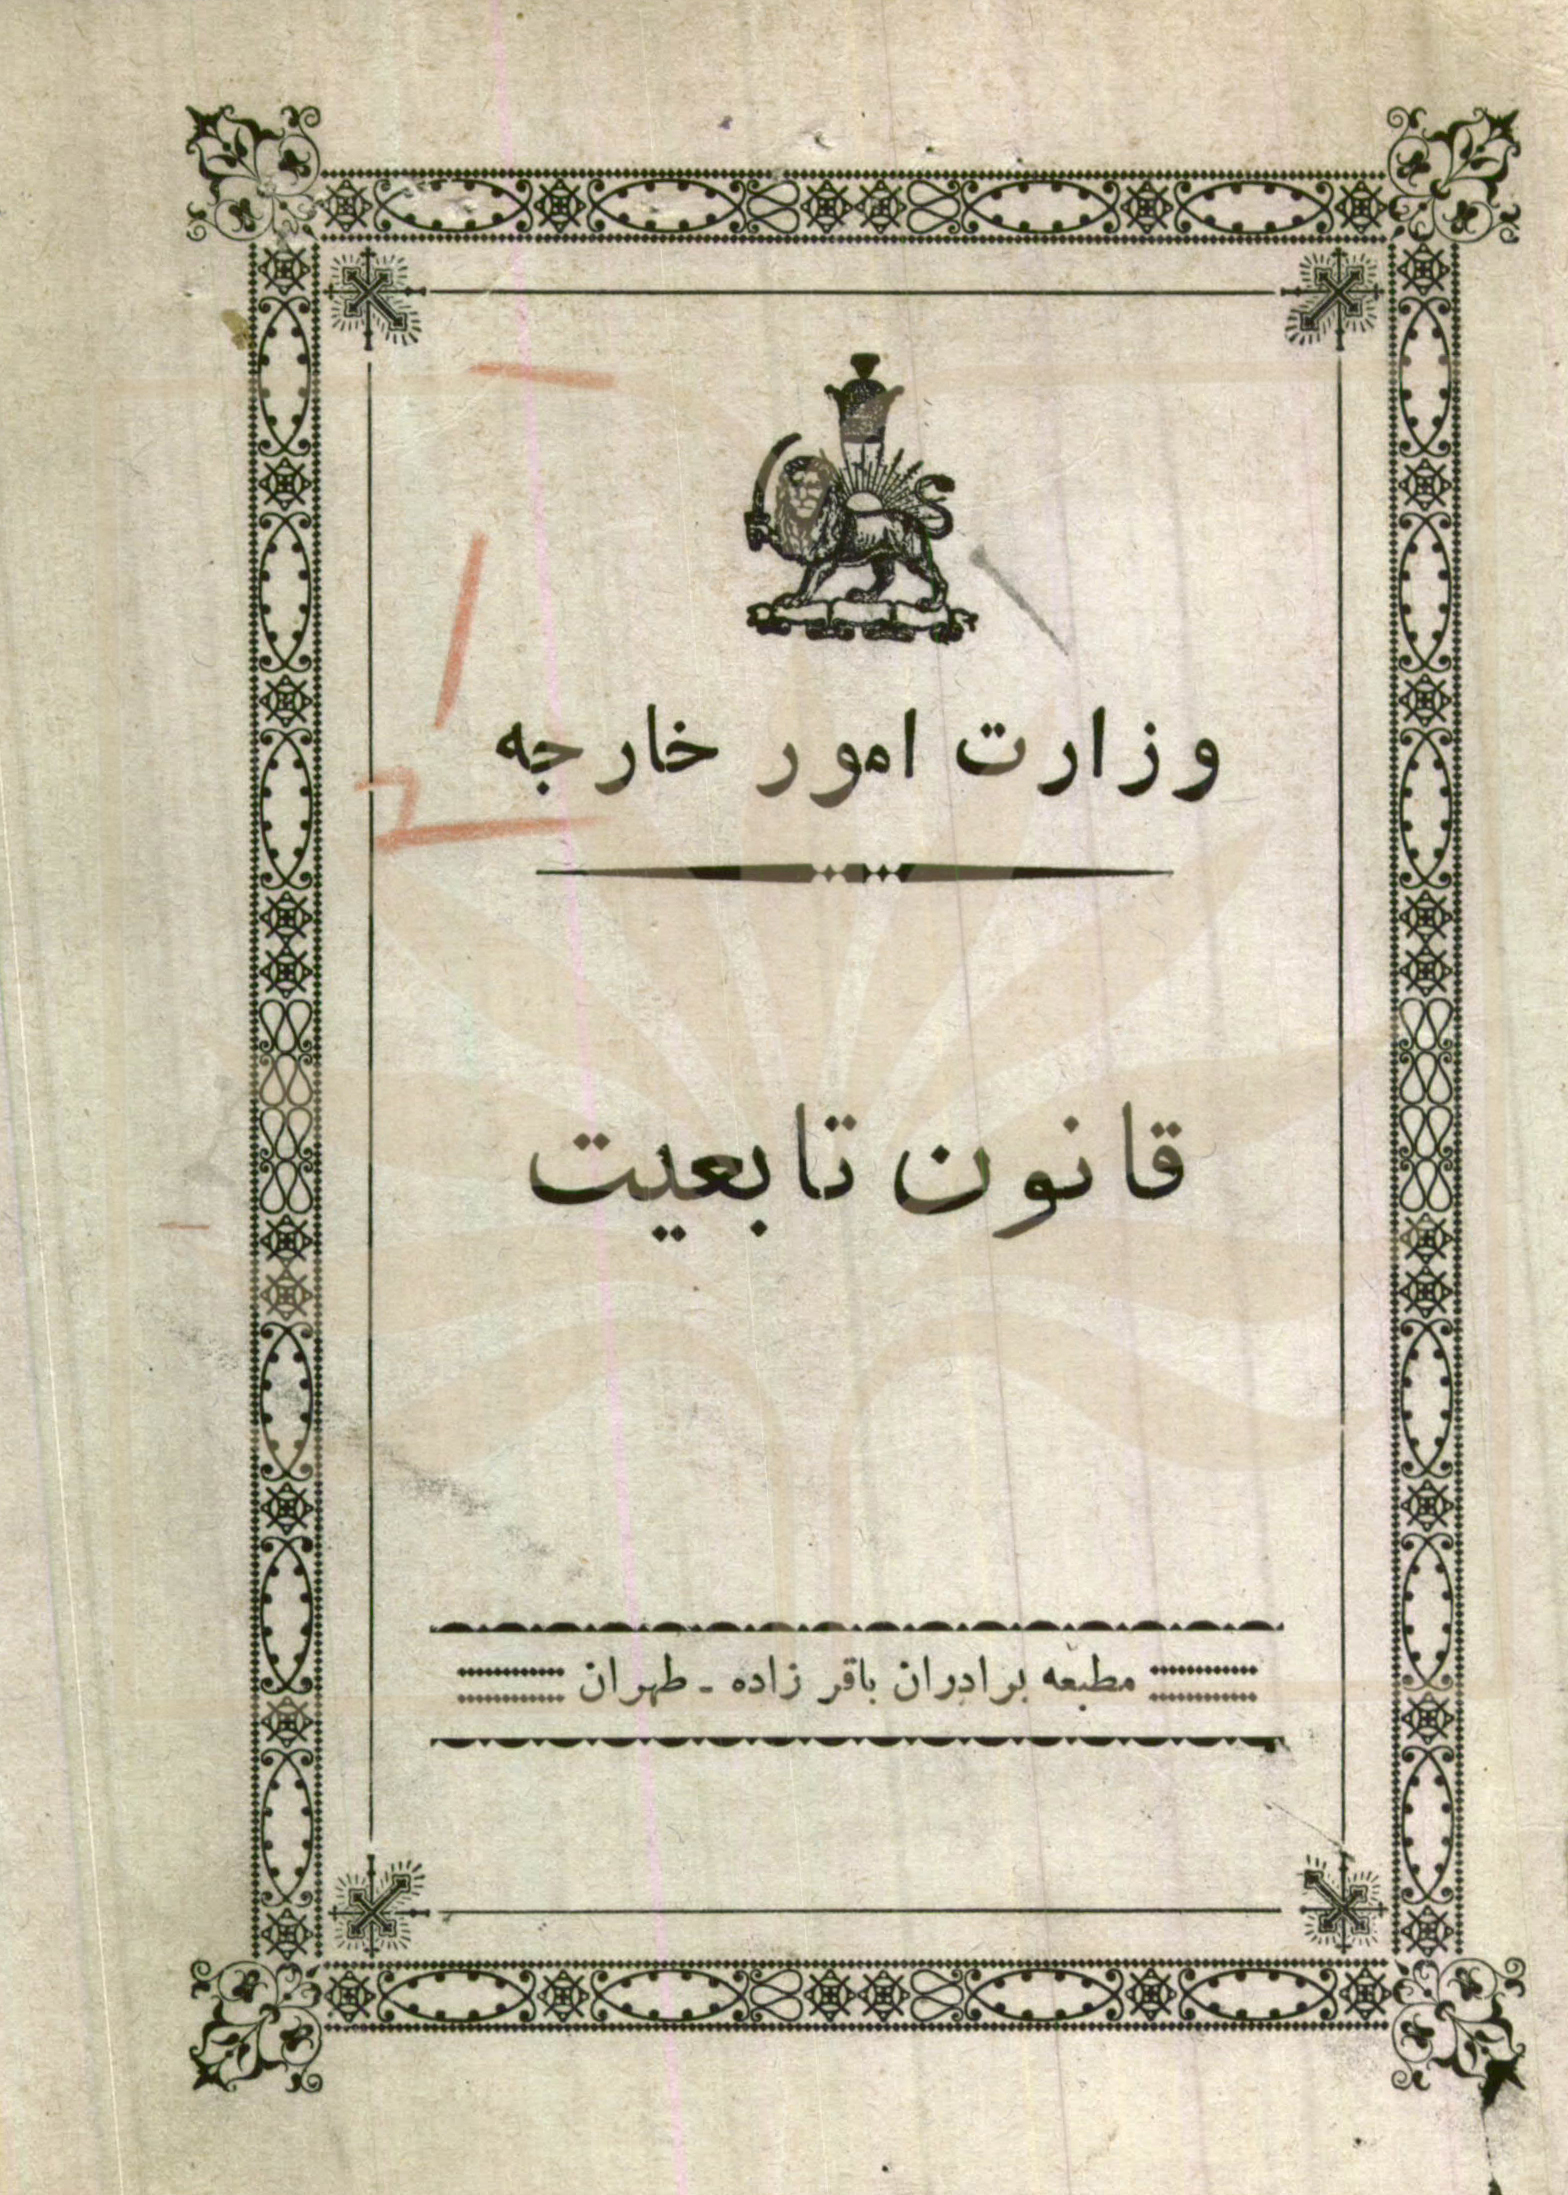 وزارت امور خارجه
قانون تابعیت
مطبعه برادران باقر زاده - طهران